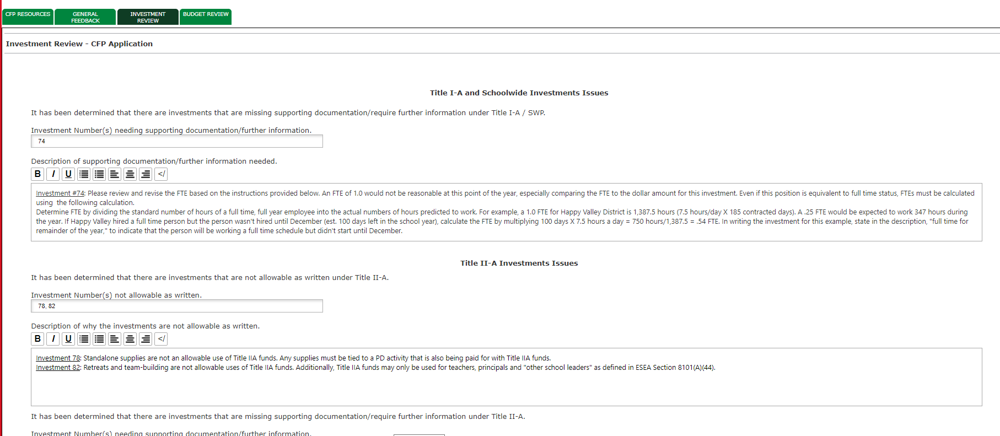 CFP RESOURCES
GENERAL
FEEDBACK
INVESTMENT
REVIEW
BUDGET REVIEW
Investment Review - CFP Application
Title I-A and Schoolwide Investments Issues
It has been determined that there are investments that are missing supporting documentation/require further information under Title I-A / SWP.
Investment Number(s) needing supporting documentation/further information.
74
Description of supporting documentation/further information needed.
B I U </
Investment #74: Please review and revise the FTE based on the instructions provided below. An FTE of 1.0 would not be reasonable at this point of the year, especially comparing the FTE to the dollar amount for this investment. Even if this position is equivalent to full time status, FTEs must be calculated
using  the following calculation.
Determine FTE by dividing the standard number of hours of a full time, full year employee into the actual numbers of hours predicted to work. For example, a 1.0 FTE for Happy Valley District is 1,387.5 hours (7.5 hours/day X 185 contracted days). A .25 FTE would be expected to work 347 hours during
the year. If Happy Valley hired a full time person but the person wasn't hired until December (est. 100 days left in the school year), calculate the FTE by multiplying 100 days X 7.5 hours a day = 750 hours/1,387.5 = .54 FTE. In writing the investment for this example, state in the description, "full time for
remainder of the year," to indicate that the person will be working a full time schedule but didn't start until December.
Title II-A Investments Issues
It has been determined that there are investments that are not allowable as written under Title II-A.
Investment Number(s) not allowable as written.
78, 82
Description of why the investments are not allowable as written.
B I U </
Investment 78: Standalone supplies are not an allowable use of Title IIA funds. Any supplies must be tied to a PD activity that is also being paid for with Title IIA funds.
Investment 82: Retreats and team-building are not allowable uses of Title IIA funds. Additionally, Title IIA funds may only be used for teachers, principals and "other school leaders" as defined in ESEA Section 8101(A)(44).
It has been determined that there are investments that are missing supporting documentation/require further information under Title II-A.
Investment Number(s) needing supporting documentation/further information.